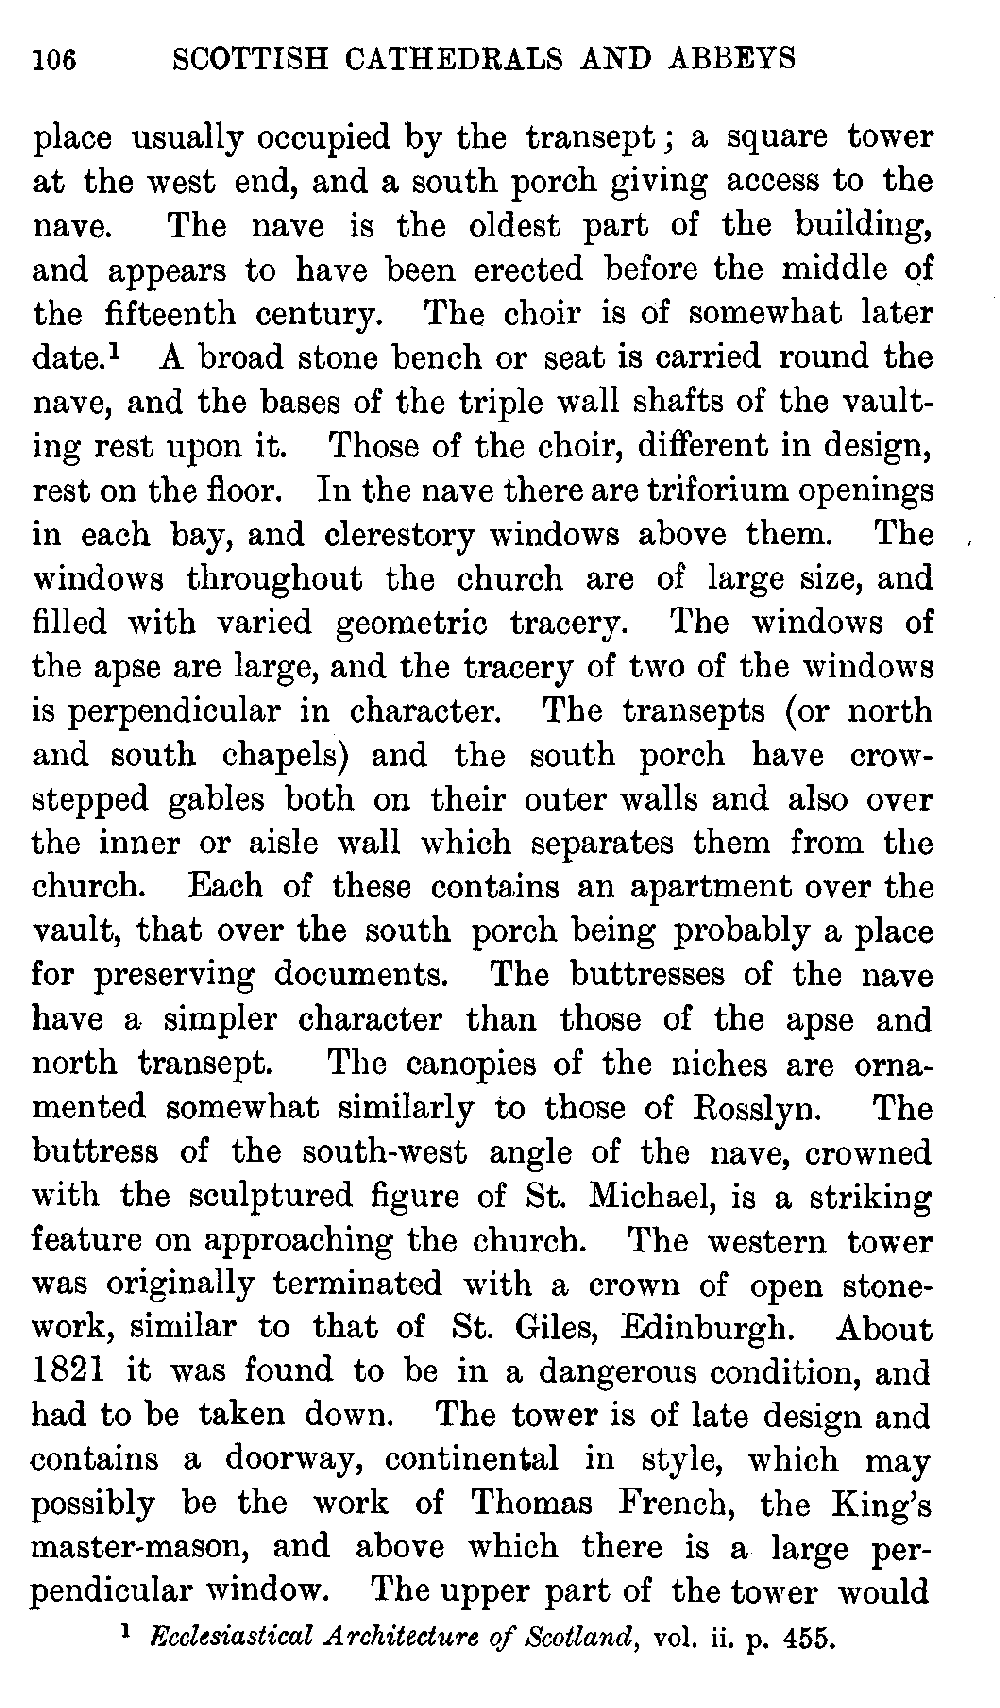 106 SCOTTISH CATHEDRALS AND ABBEYS
place usually occupied by the transept; a square tower
at the west end, and a south porch giving access to the
nave. The nave is the oldest part of the building,
and appears to have been erected before the middle of
the fifteenth century. The choir is of somewhat later
date.¹ A broad stone bench or seat is carried round the
nave, and the bases of the triple wall shafts of the vault-
ing rest upon it. Those of the choir, different in design,
rest on the floor. In the nave there are triforium openings
in each bay, and clerestory windows above them. The
windows throughout the church are of large size, and
filled with varied geometric tracery. The windows of
the apse are large, and the tracery of two of the windows
is perpendicular in character. The transepts (or north
and south chapels) and the south porch have crow-
stepped gables both on their outer walls and also over
the inner or aisle wall which separates them from the
church. Each of these contains an apartment over the
vault, that over the south porch being probably a place
for preserving documents. The buttresses of the nave
have a simpler character than those of the apse and
north transept. The canopies of the niches are orna-
mented somewhat similarly to those of Rosslyn. The
buttress of the south-west angle of the nave, crowned
with the sculptured figure of St. Michael, is a striking
feature on approaching the church. The western tower
was originally terminated with a crown of open stone-
work, similar to that of St. Giles, Edinburgh. About
1821 it was found to be in a dangerous condition, and
had to be taken down. The tower is of late design and
contains a doorway, continental in style, which may
possibly be the work of Thomas French, the King's
master-mason, and above which there is a large per-
pendicular window. The upper part of the tower would
¹ Ecclesiastical Architecture of Scotland, vol. ii. p. 455.